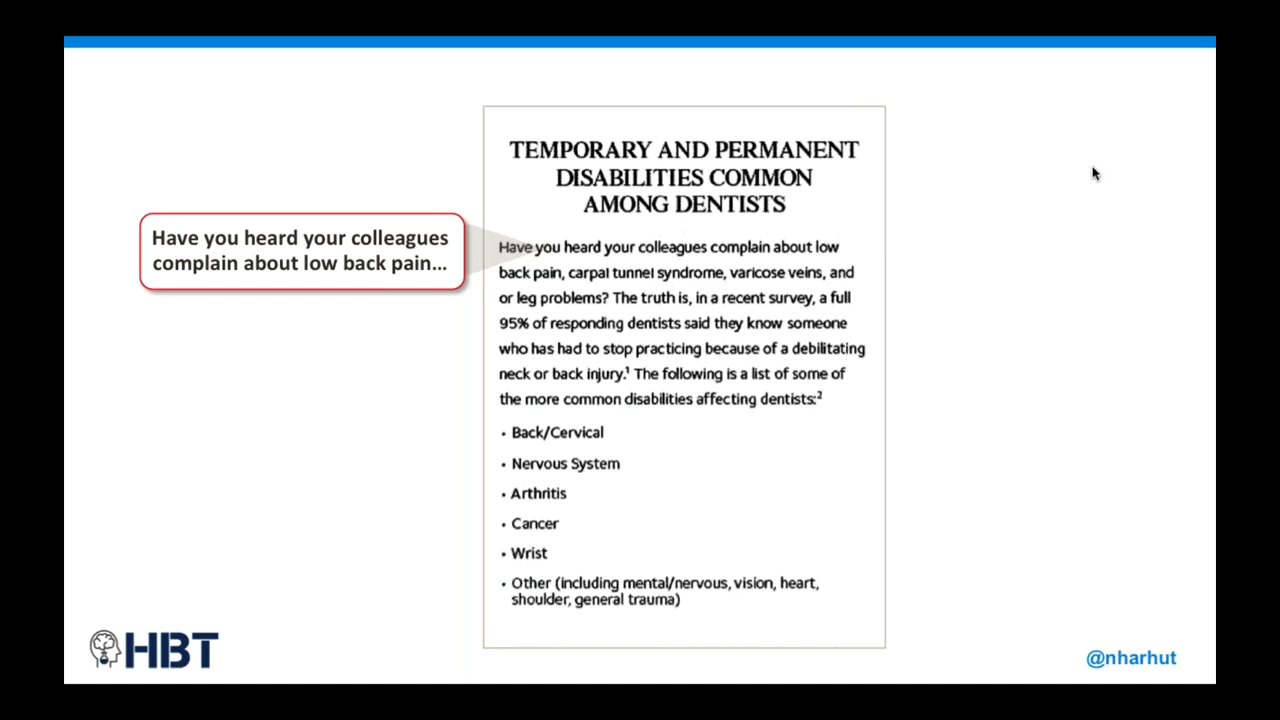 TEMPORARY AND PERMANENT
DISABILITIES COMMON
AMONG DENTISTS
Have you heard your colleagues
complain about low back pain...
Have you heard your colleagues complain about low
back pain, carpal tunnel syndrome, varicose veins, and
or leg problems? The truth is, in a recent survey, a full
95% of responding dentists said they know someone
who has had to stop practicing because of a debilitating
neck or back injury.¹ The following is a list of some of
the more common disabilities affecting dentists:²
• Back/Cervical
• Nervous System
• Arthritis
• Cancer
• Wrist
• Other (including mental/nervous, vision, heart,
shoulder, general trauma)
HBT
@nharhut